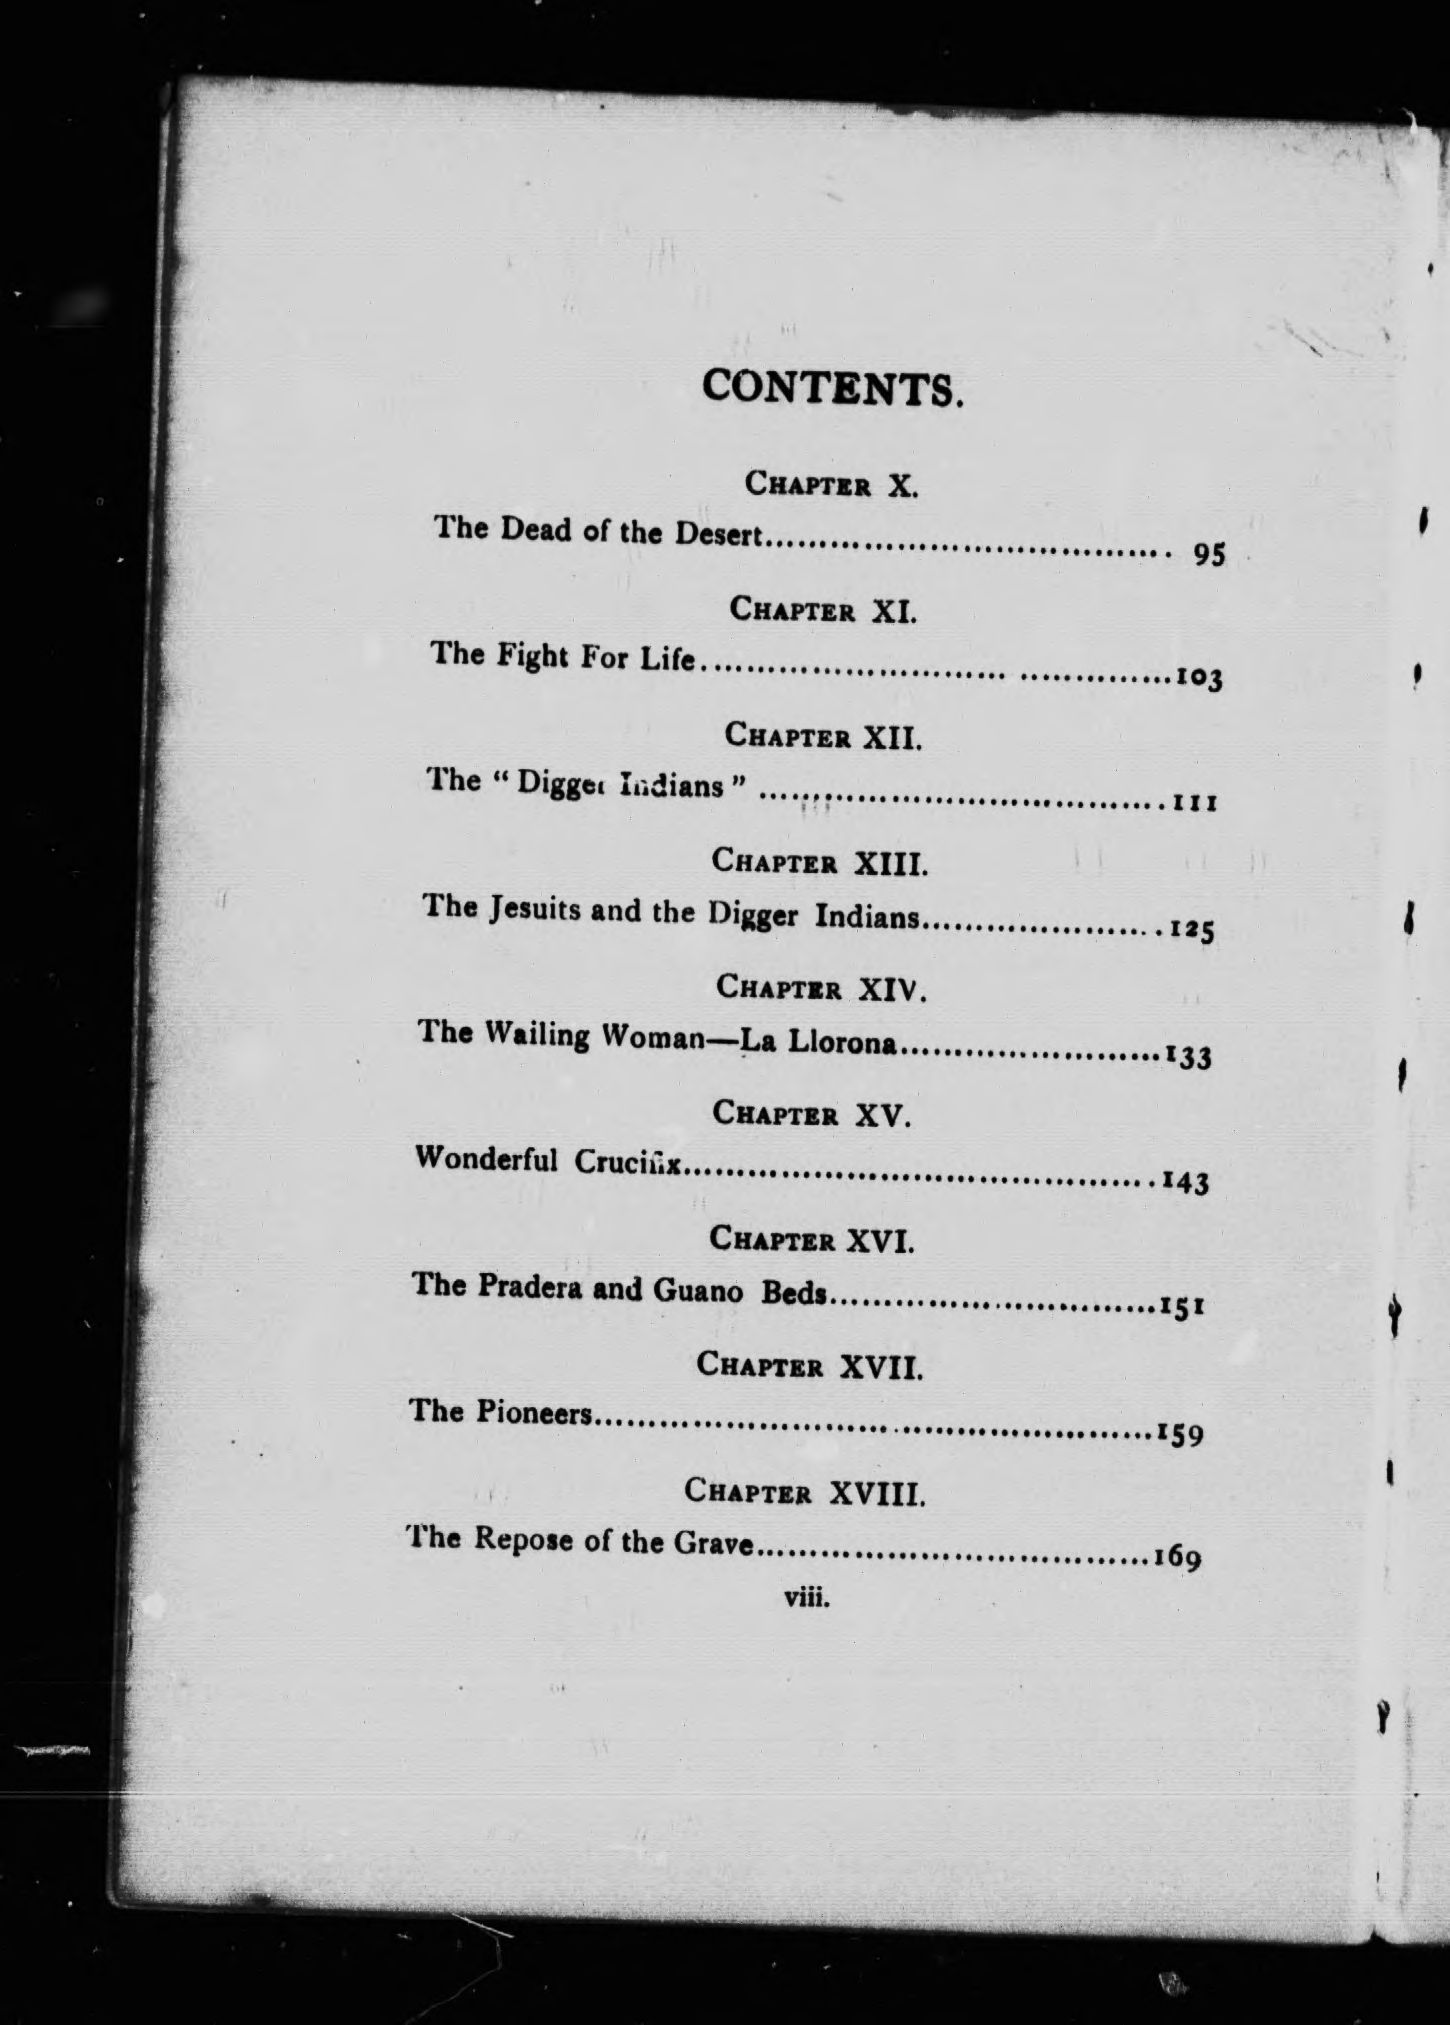 CONTENTS.
CHAPTER X.
The Dead of the Desert........................................ 95
CHAPTER XI.
The Fight For Life............................ ..............103
CHAPTER XII.
The “ Digger Indians ” ......................................111
CHAPTER XIII.
The Jesuits and the Digger Indians.......................125
CHAPTER XIV.
The Wailing Woman—La Llorona........................133
CHAPTER XV.
Wonderful Crucifix............................................143
CHAPTER XVI.
The Pradera and Guano Beds..............................151
CHAPTER XVII.
The Pioneers...................................................159
CHAPTER XVIII.
The Repose of the Grave....................................169
viii.